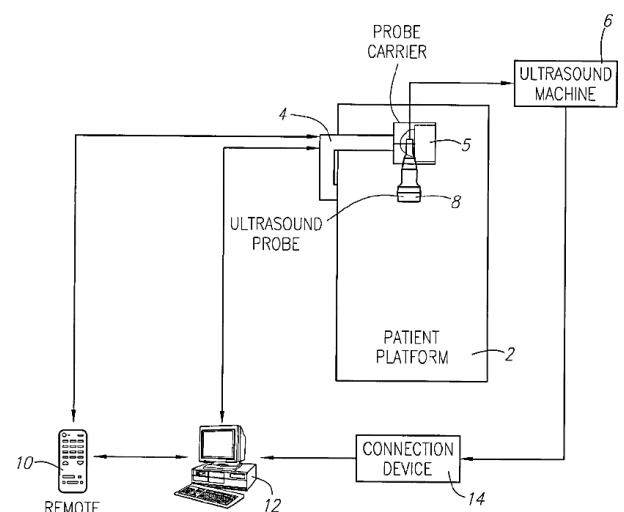 PROBE
CARRIER
6
ULTRASOUND
MACHINE
4
5
ULTRASOUND
PROBE
8
PATIENT
PLATFORM
2
10
12
CONNECTION
DEVICE
14
REMOTE